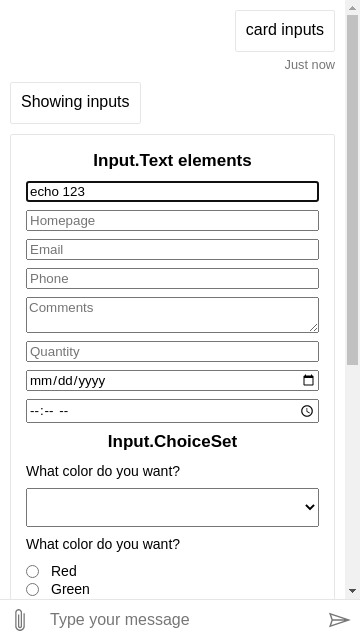 card inputs
Just now
Showing inputs
Input.Text elements
echo 123
Homepage
Email
Phone
Comments
Quantity
mm/dd/yyyy
--:-- --
Input.ChoiceSet
What color do you want?
What color do you want?
Red
Green
Type your message